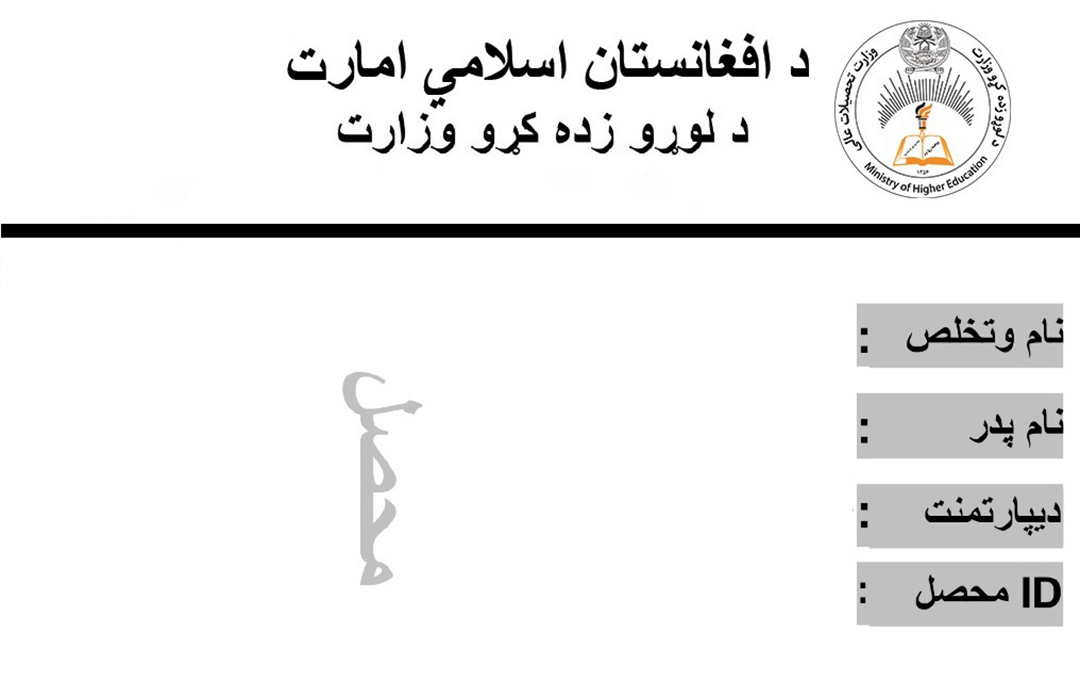 د افغانستان اسلامي امارت
د لوړو زده کړو وزارت
وزارت تحصیلات عالی
د لوړو زده کړو وزارت
۱۳۵۶
Ministry of Higher Education
نام وتخلص :
نام پدر :
دیپارتمنت :
ID محصل :
محصل